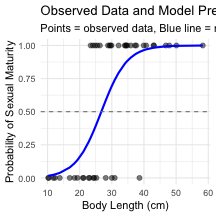 Observed Data and Model
Points = observed data, Blue line =
Probability of Sexual Maturity
1.00
0.75
0.50
0.25
0.00
10
20
30
40
50
60
Body Length (cm)